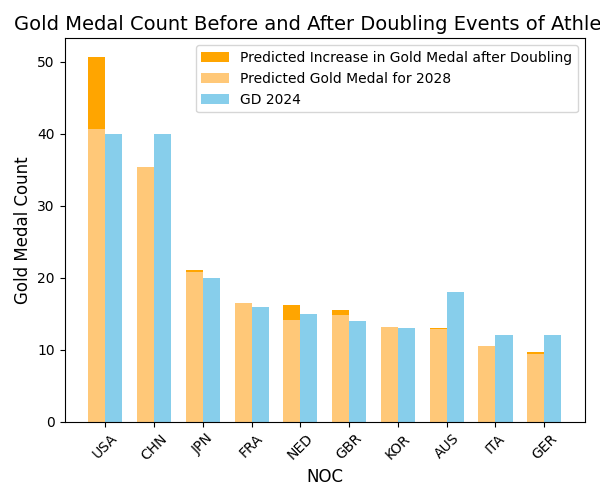 Gold Medal Count Before and After Doubling Events of Athle
Predicted Increase in Gold Medal after Doubling
Predicted Gold Medal for 2028
GD 2024
Gold Medal Count
50
40
30
20
10
0
USA
CHN
JPN
FRA
NED
GBR
KOR
AUS
ITA
GER
NOC